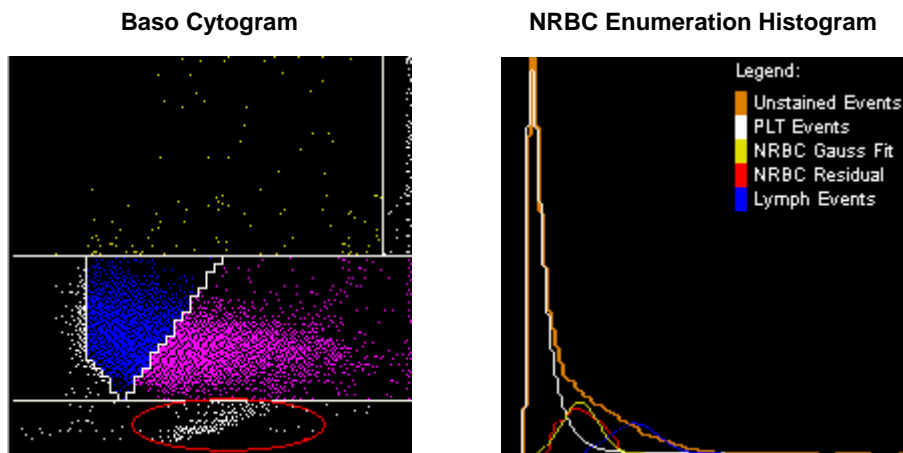 Baso Cytogram
NRBC Enumeration Histogram
Legend:
Unstained Events
PLT Events
NRBC Gauss Fit
NRBC Residual
Lymph Events